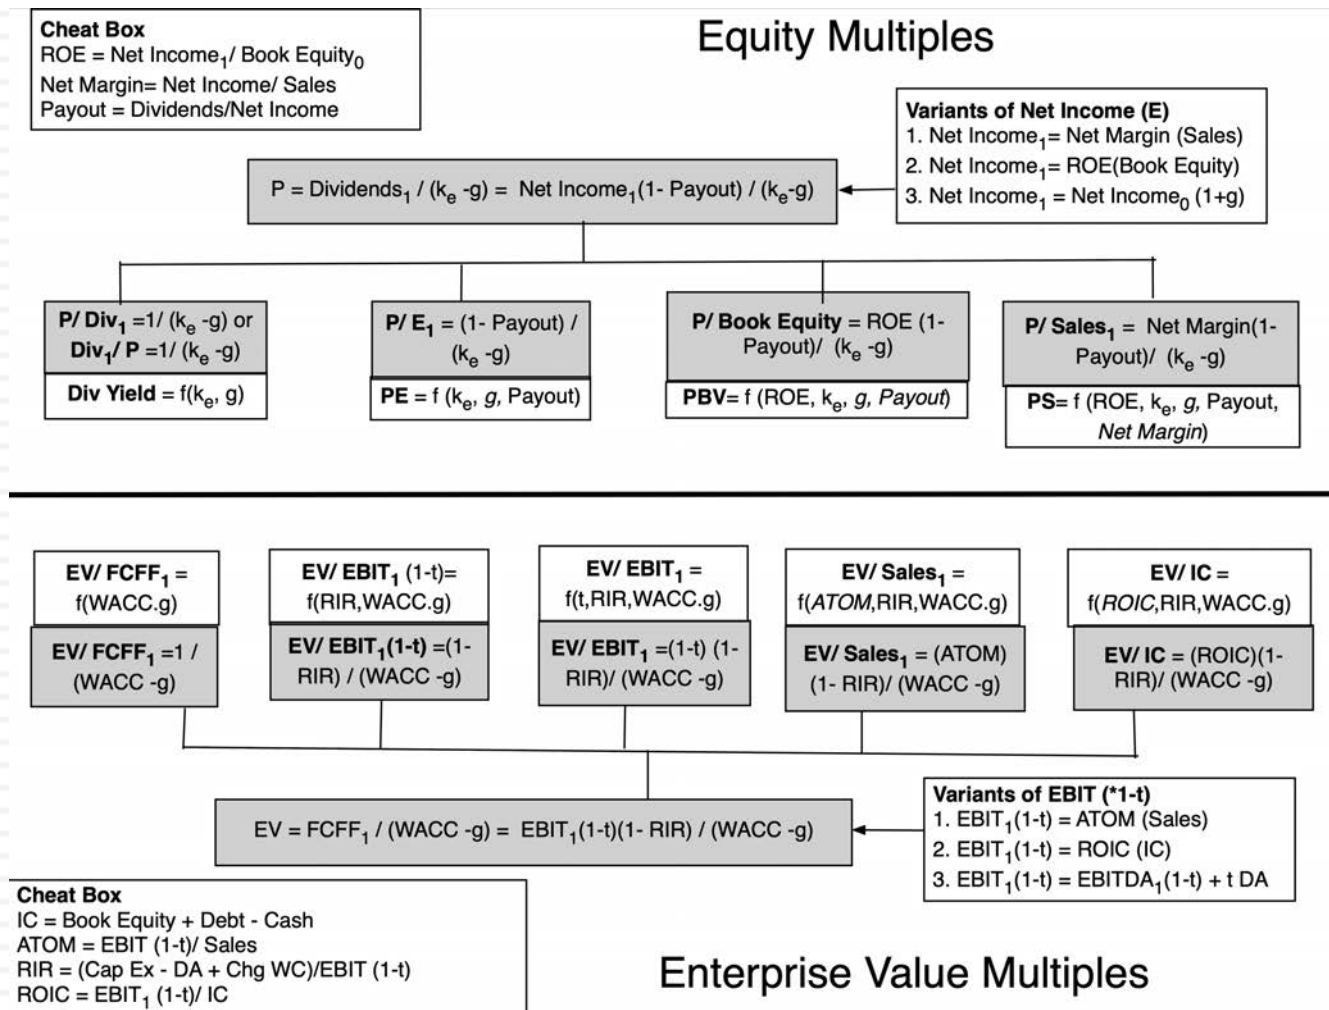 Cheat Box
ROE = Net Income₁/ Book Equity₀
Net Margin= Net Income/ Sales
Payout = Dividends/Net Income
Equity Multiples
Variants of Net Income (E)
1. Net Income₁= Net Margin (Sales)
2. Net Income₁= ROE(Book Equity)
3. Net Income₁ = Net Income₀ (1+g)
P = Dividends₁ / (kₑ -g) = Net Income₁(1- Payout) / (kₑ-g)
P/ Div₁ =1/ (kₑ -g) or
Div₁/ P =1/ (kₑ -g)
Div Yield = f(kₑ, g)
P/ E₁ = (1- Payout) /
(kₑ -g)
PE = f (kₑ, g, Payout)
P/ Book Equity = ROE (1-
Payout)/ (kₑ -g)
PBV= f (ROE, kₑ, g, Payout)
P/ Sales₁ = Net Margin(1-
Payout)/ (kₑ -g)
PS= f (ROE, kₑ, g, Payout,
Net Margin)
EV/ FCFF₁ =
f(WACC.g)
EV/ FCFF₁ =1 /
(WACC -g)
EV/ EBIT₁ (1-t)=
f(RIR,WACC.g)
EV/ EBIT₁(1-t) =(1-
RIR) / (WACC -g)
EV/ EBIT₁ =
f(t,RIR,WACC.g)
EV/ EBIT₁ =(1-t) (1-
RIR)/ (WACC -g)
EV/ Sales₁ =
f(ATOM,RIR,WACC.g)
EV/ Sales₁ = (ATOM)
(1- RIR)/ (WACC -g)
EV/ IC =
f(ROIC,RIR,WACC.g)
EV/ IC = (ROIC)(1-
RIR)/ (WACC -g)
EV = FCFF₁ / (WACC -g) = EBIT₁(1-t)(1- RIR) / (WACC -g)
Variants of EBIT (*1-t)
1. EBIT₁(1-t) = ATOM (Sales)
2. EBIT₁(1-t) = ROIC (IC)
3. EBIT₁(1-t) = EBITDA₁(1-t) + t DA
Cheat Box
IC = Book Equity + Debt - Cash
ATOM = EBIT (1-t)/ Sales
RIR = (Cap Ex - DA + Chg WC)/EBIT (1-t)
ROIC = EBIT₁ (1-t)/ IC
Enterprise Value Multiples